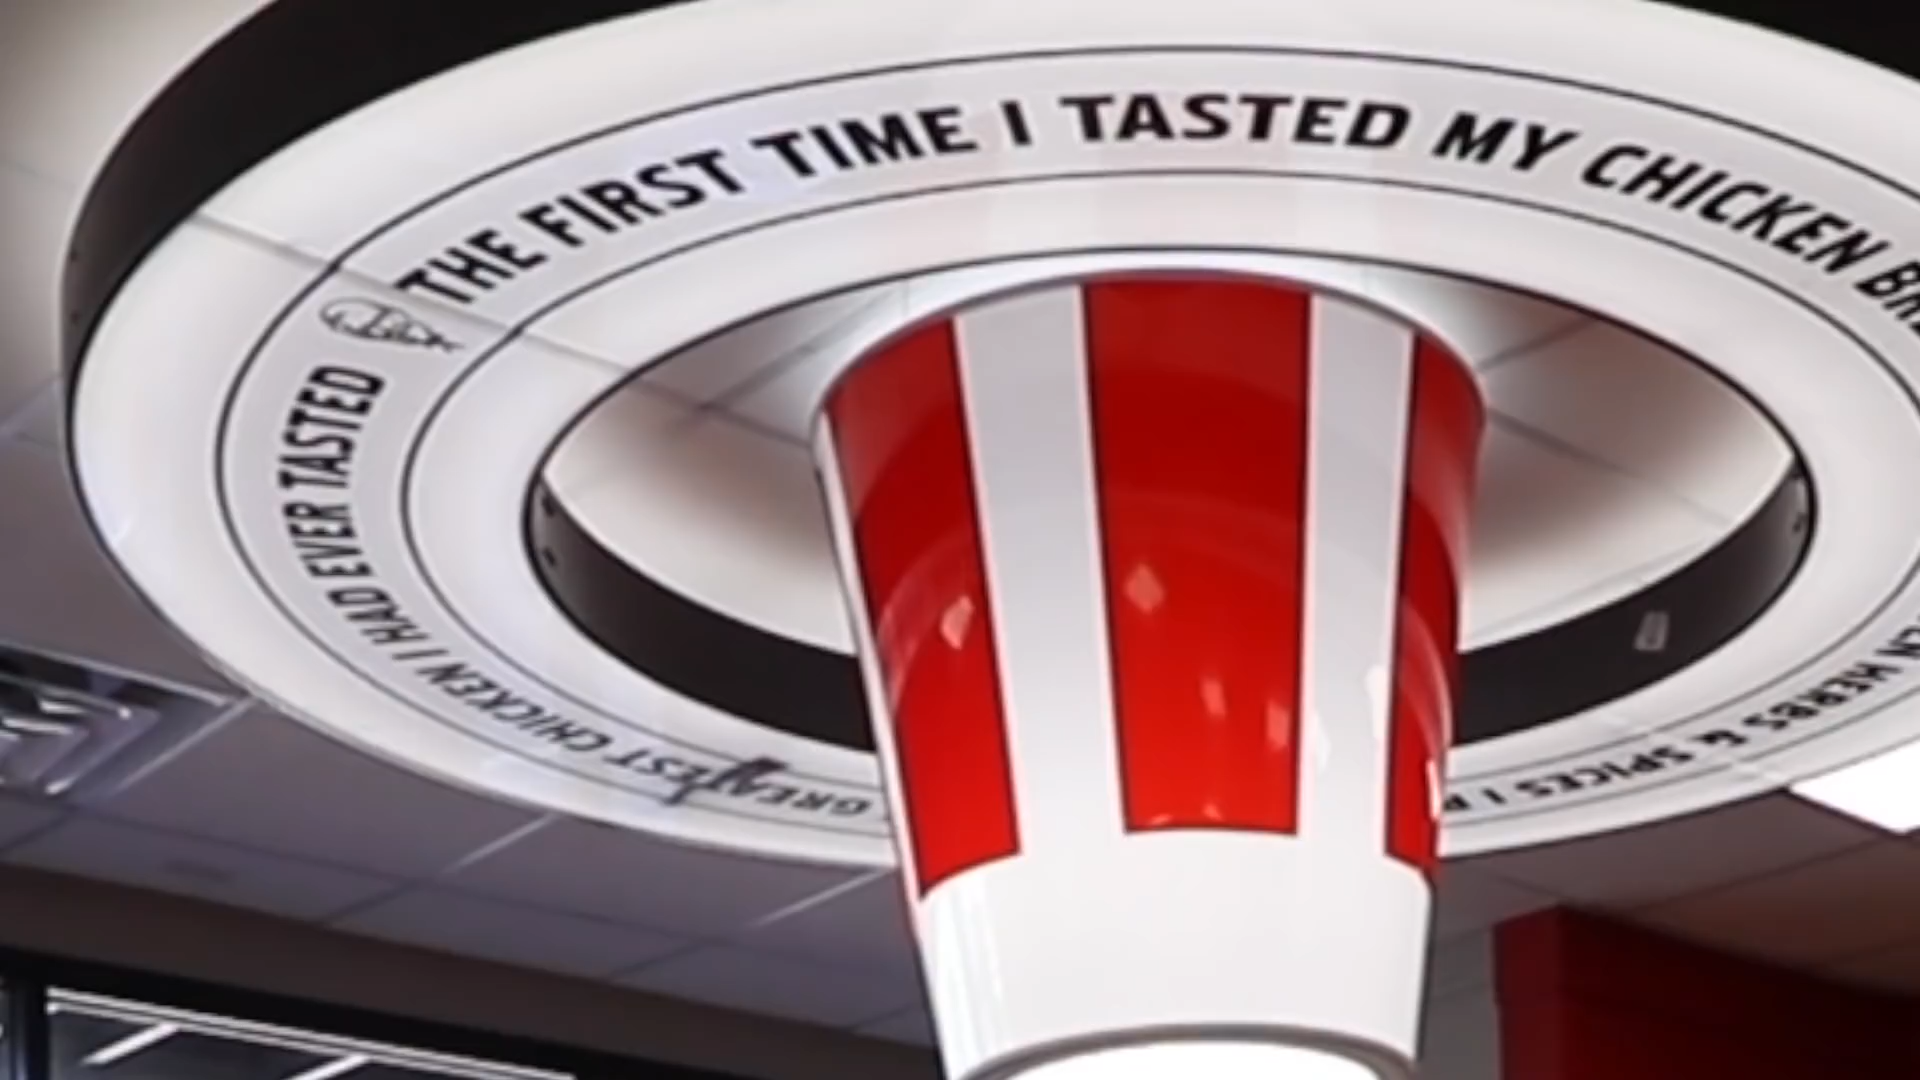 THE FIRST TIME I TASTED MY CHICKEN
HERBS & SPICES I
GREATEST CHICKEN I HAD EVER TASTED